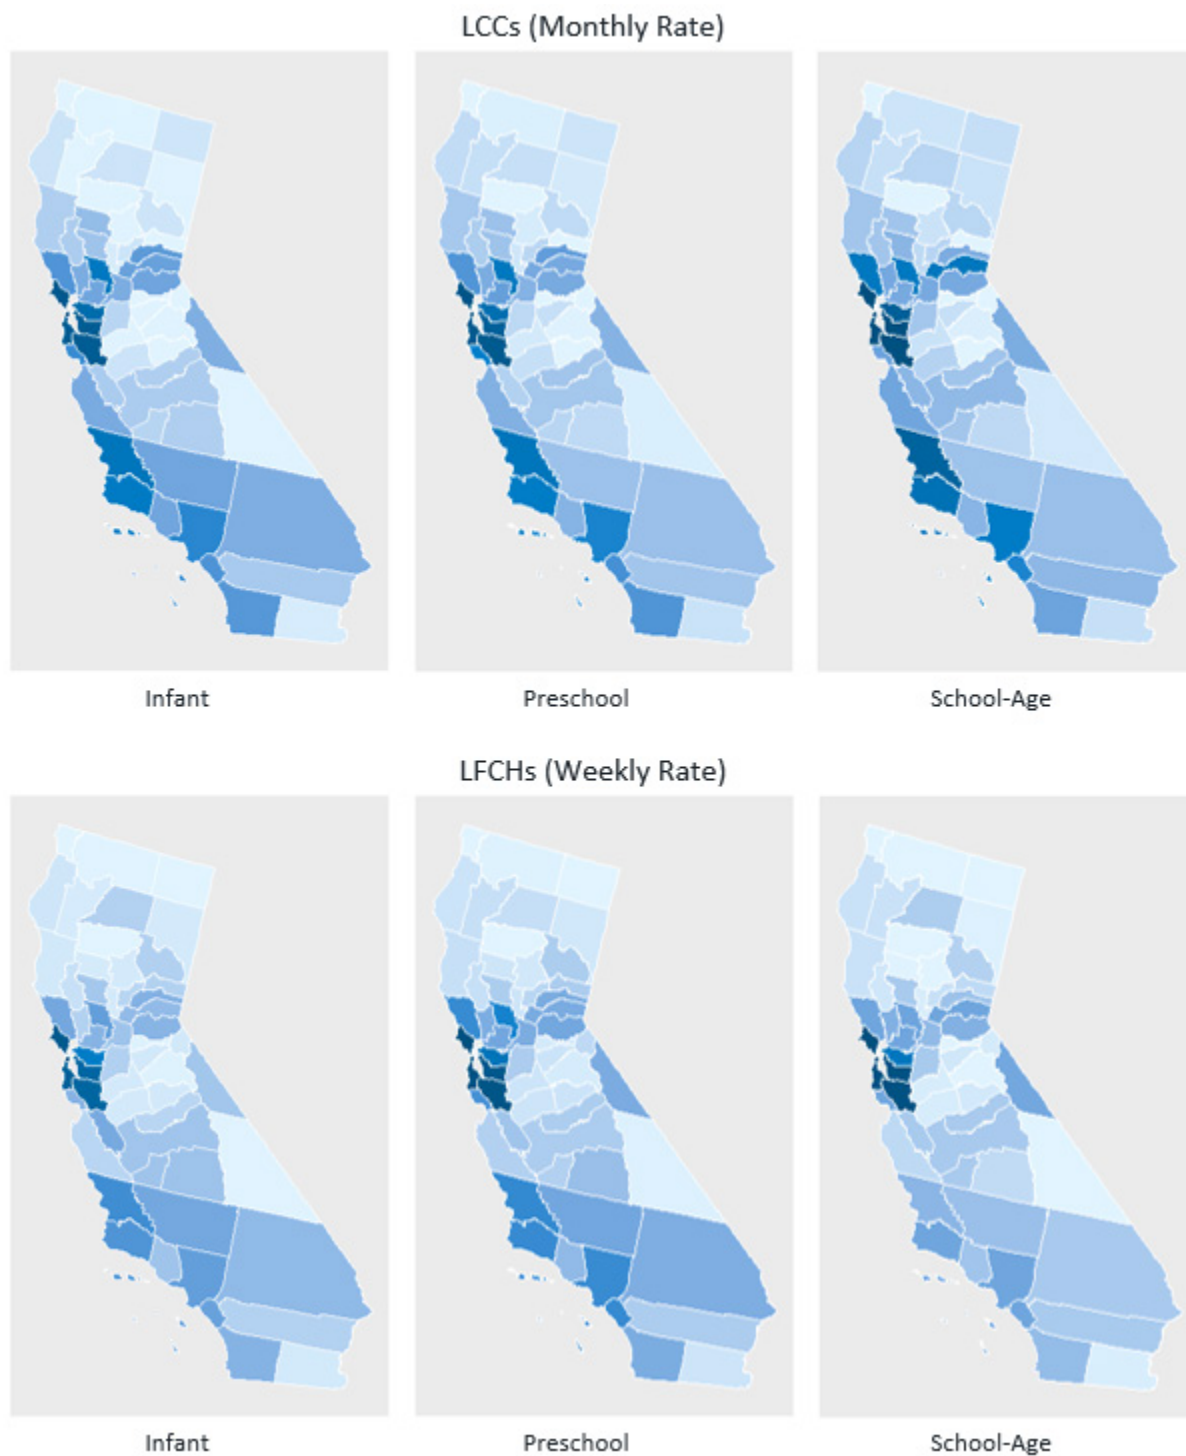 LCCs (Monthly Rate)
Infant
Preschool
School-Age
LFCHs (Weekly Rate)
Infant
Preschool
School-Age